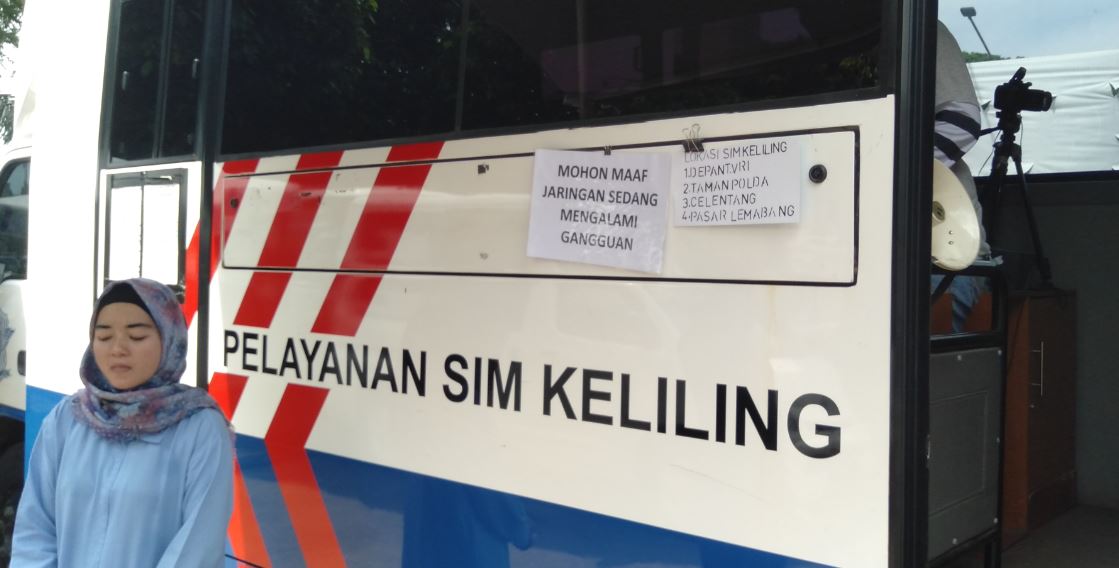 MOHON MAAF
JARINGAN SEDANG
MENGALAMI
GANGGUAN
LOKASI SIM KELILING
1.DEPAN TVRI
2.TAMAN POLDA
3.CELENTANG
4.PASAR LEMABANG
PELAYANAN SIM KELILING